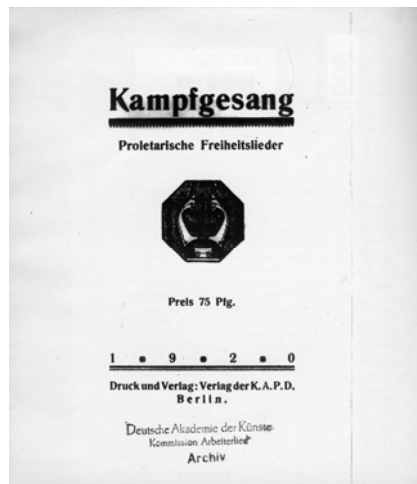 Kampfgesang
Proletarische Freiheitslieder
Preis 75 Pfg.
1 • 9 • 2 • 0
Druck und Verlag: Verlag der K. A. P. D.
Berlin.
Deutsche Akademie der Künste
Kommission Arbeiterlied
Archiv